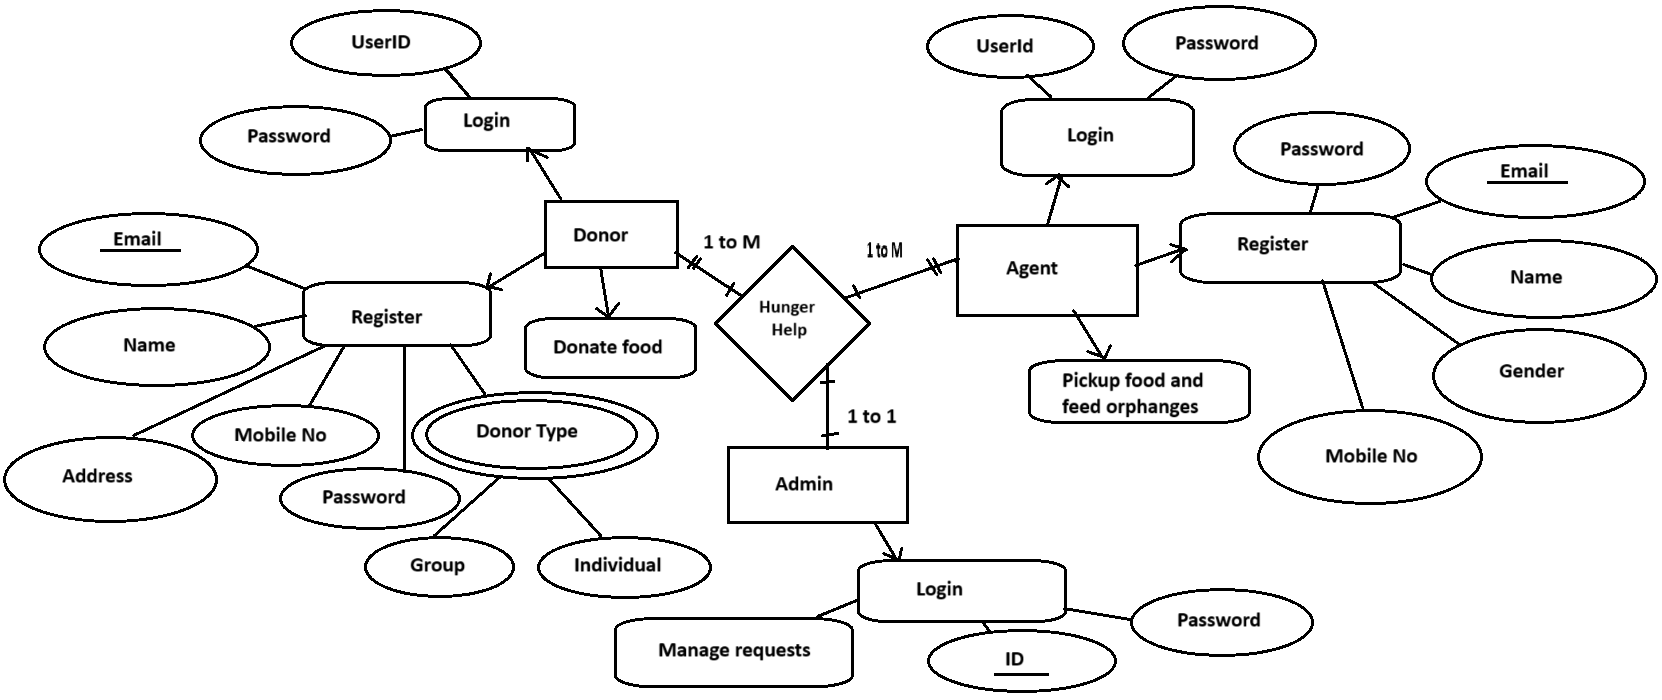 UserID
Password
Login
UserId
Password
Login
Password
Email
Register
Name
Gender
Mobile No
Donor
1 to M
1 to M
Agent
Hunger
Help
Email
Name
Register
Donate food
Pickup food and
feed orphanges
Address
Mobile No
Password
Donor Type
Group
Individual
1 to 1
Admin
Login
Manage requests
ID
Password